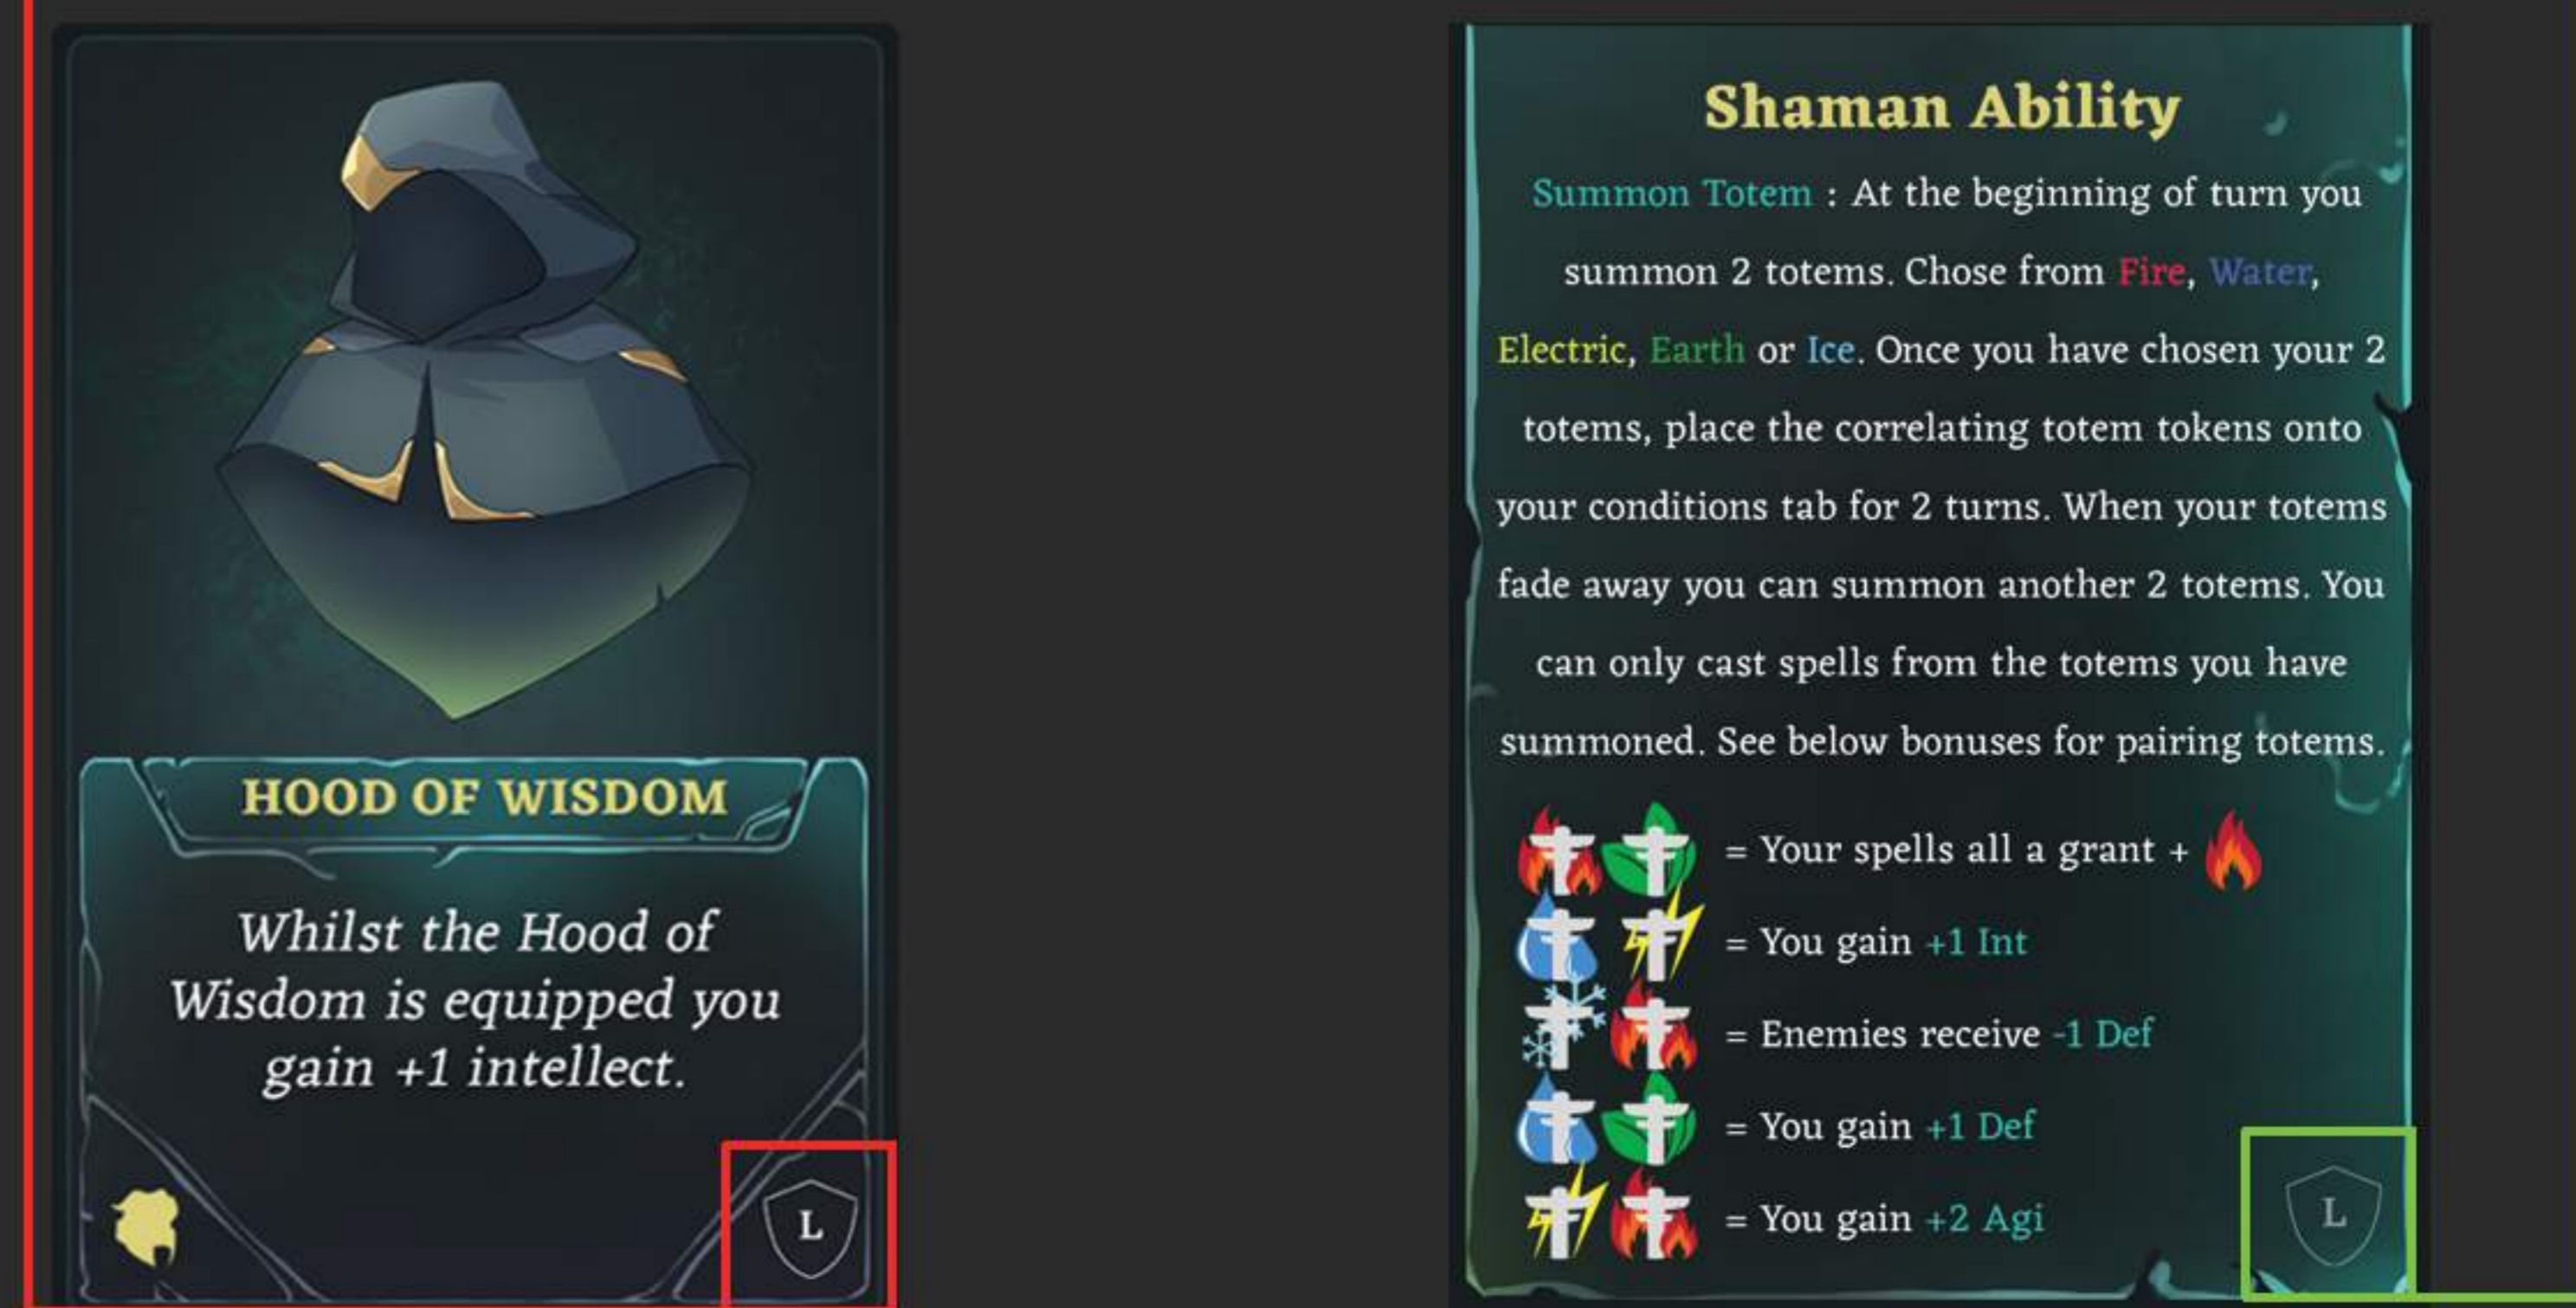 HOOD OF WISDOM
Whilst the Hood of
Wisdom is equipped you
gain +1 intellect.
L
Shaman Ability
Summon Totem : At the beginning of turn you
summon 2 totems. Chose from Fire, Water,
Electric, Earth or Ice. Once you have chosen your 2
totems, place the correlating totem tokens onto
your conditions tab for 2 turns. When your totems
fade away you can summon another 2 totems. You
can only cast spells from the totems you have
summoned. See below bonuses for pairing totems.
= Your spells all a grant +
= You gain +1 Int
= Enemies receive -1 Def
= You gain +1 Def
= You gain +2 Agi
L